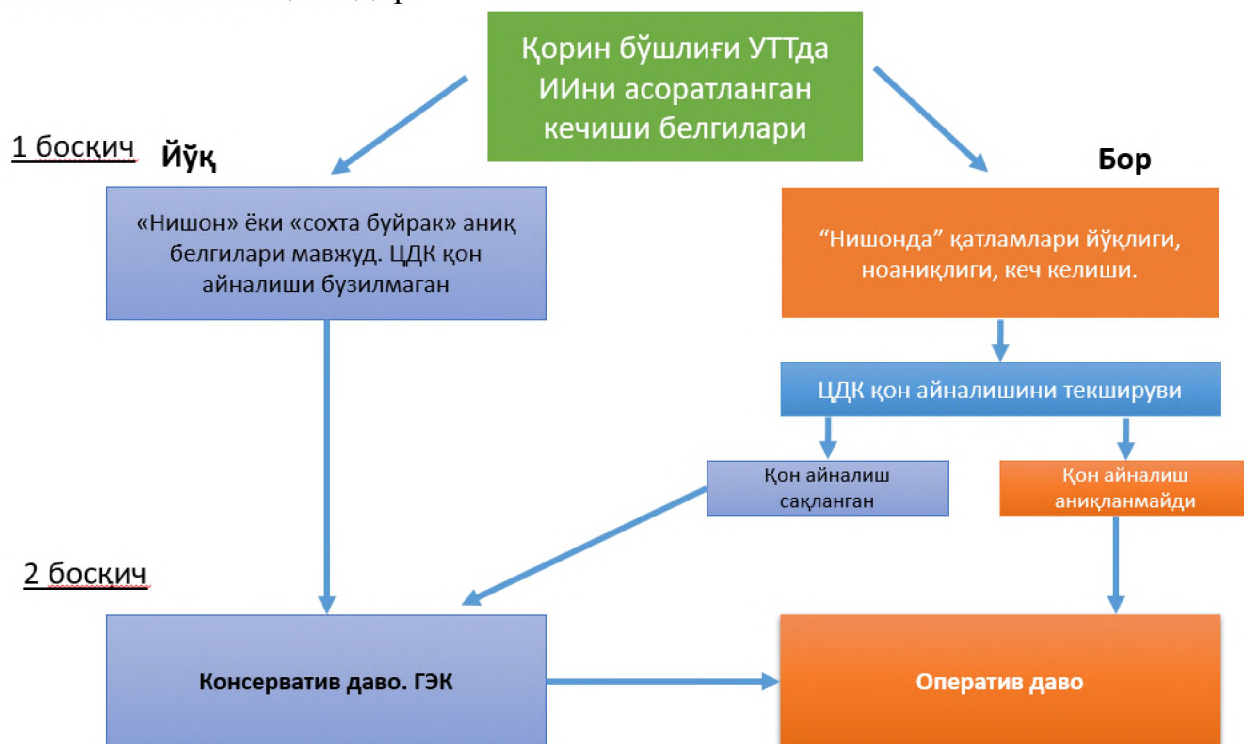 Қорин бўшлиғи УТТда
ИИни асоратланган
кечиши белгилари
1 босқич
Йўқ
Бор
«Нишон» ёки «сохта буйрак» аниқ
белгилари мавжуд. ЦДК қон
айналиши бузилмаган
“Нишонда” қатламлари йўқлиги,
ноаниқлиги, кеч келиши.
ЦДК қон айналишини текшируви
Қон айналиш
сақланган
Қон айналиш
аниқланмайди
2 босқич
Консерватив даво. ГЭК
Оператив даво